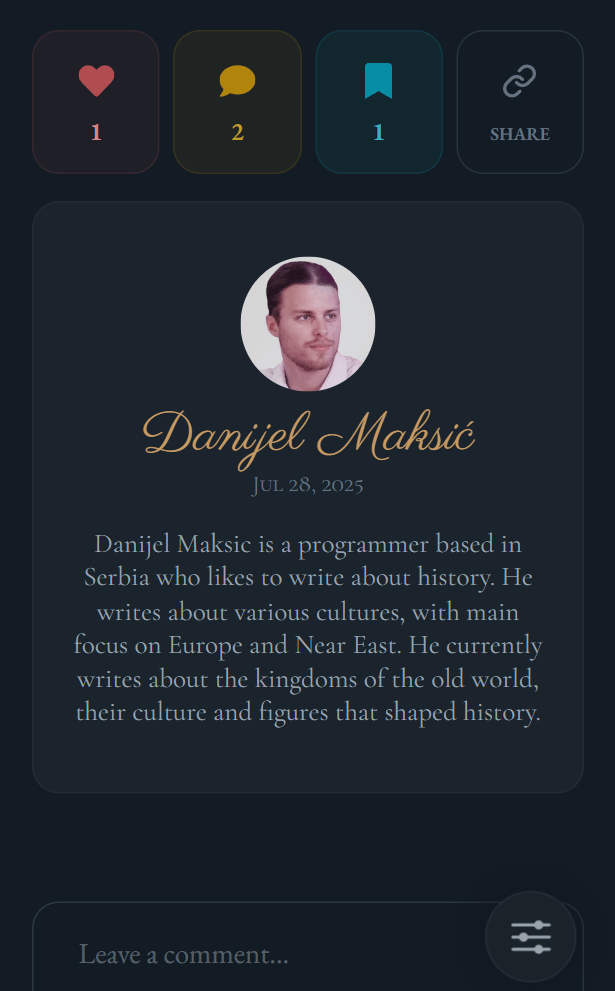 1
2
1
SHARE
Danijel Maksić
Jul 28, 2025
Danijel Maksic is a programmer based in
Serbia who likes to write about history. He
writes about various cultures, with main
focus on Europe and Near East. He currently
writes about the kingdoms of the old world,
their culture and figures that shaped history.
Leave a comment...